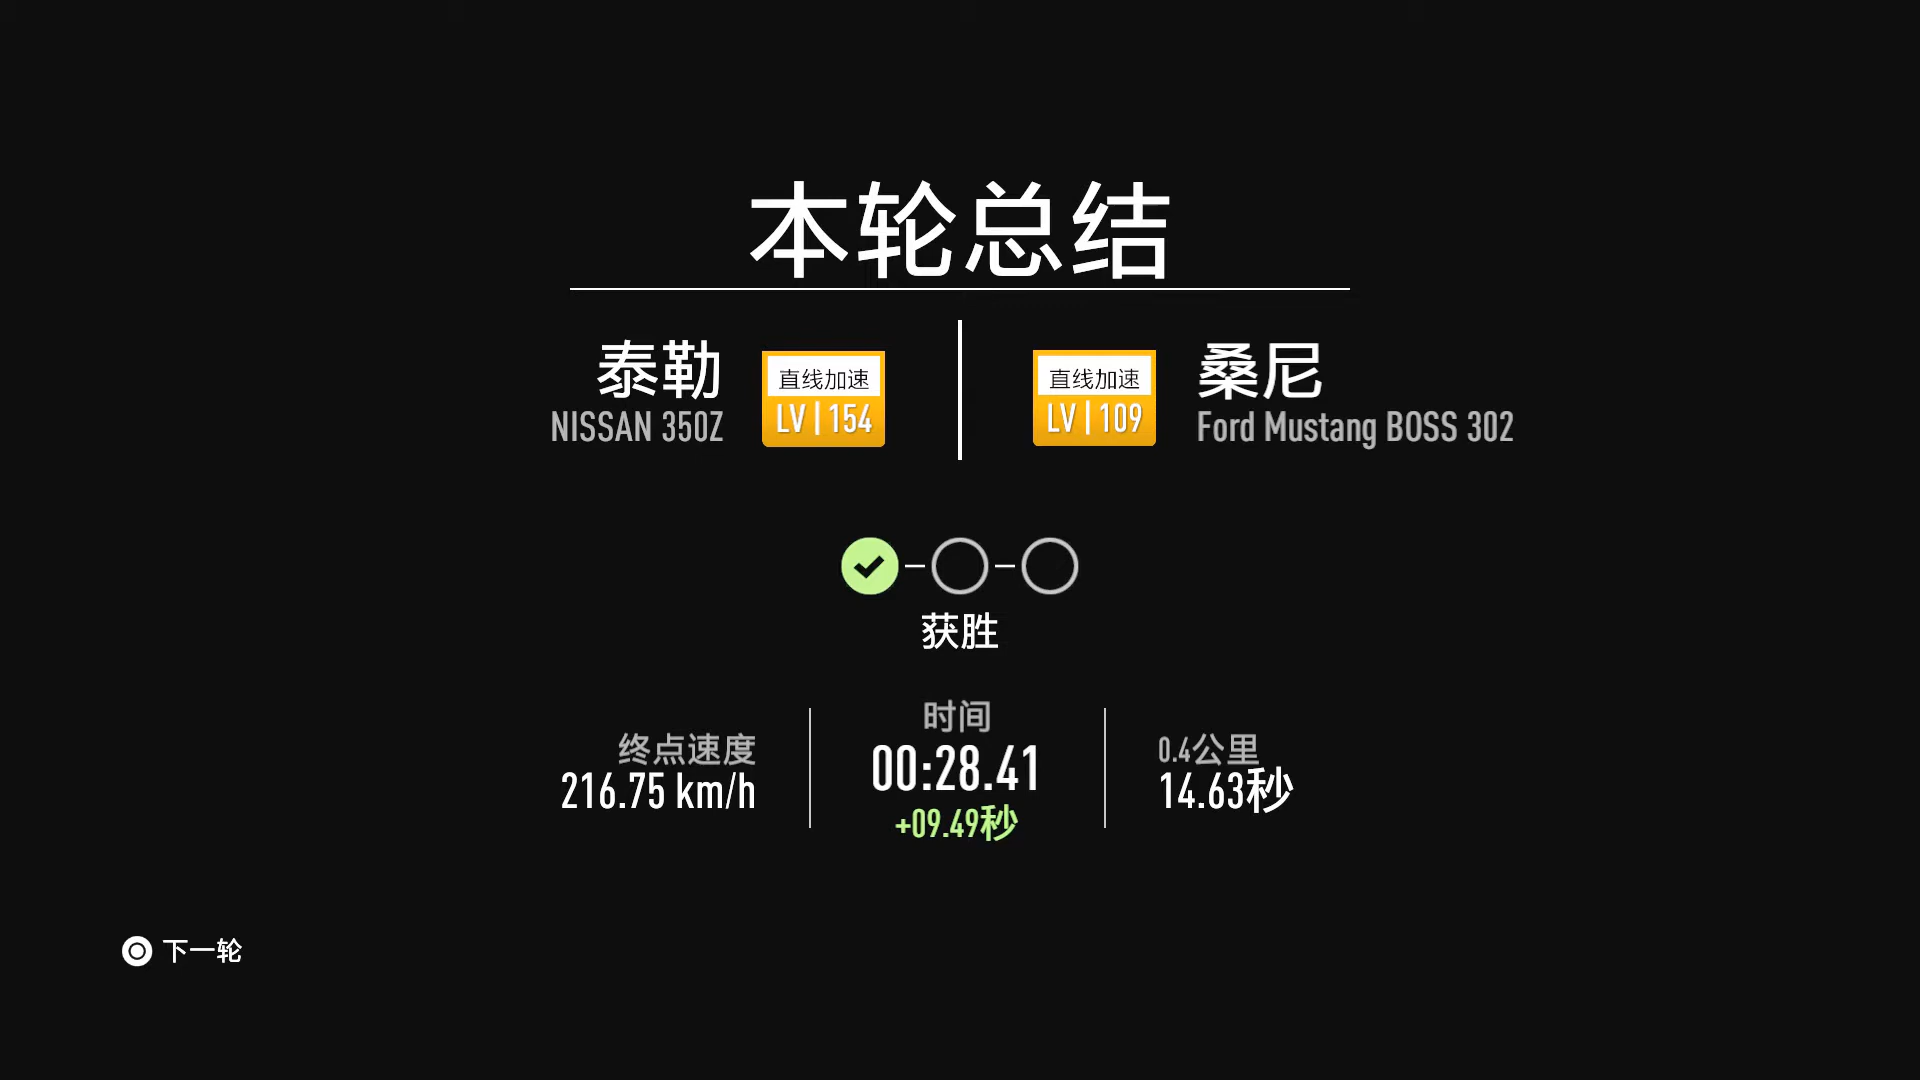 本轮总结
泰勒
NISSAN 350Z
直线加速
LV | 154
直线加速
LV | 109
桑尼
Ford Mustang BOSS 302
获胜
终点速度
216.75 km/h
时间
00:28.41
+09.49秒
0.4公里
14.63秒
下一轮